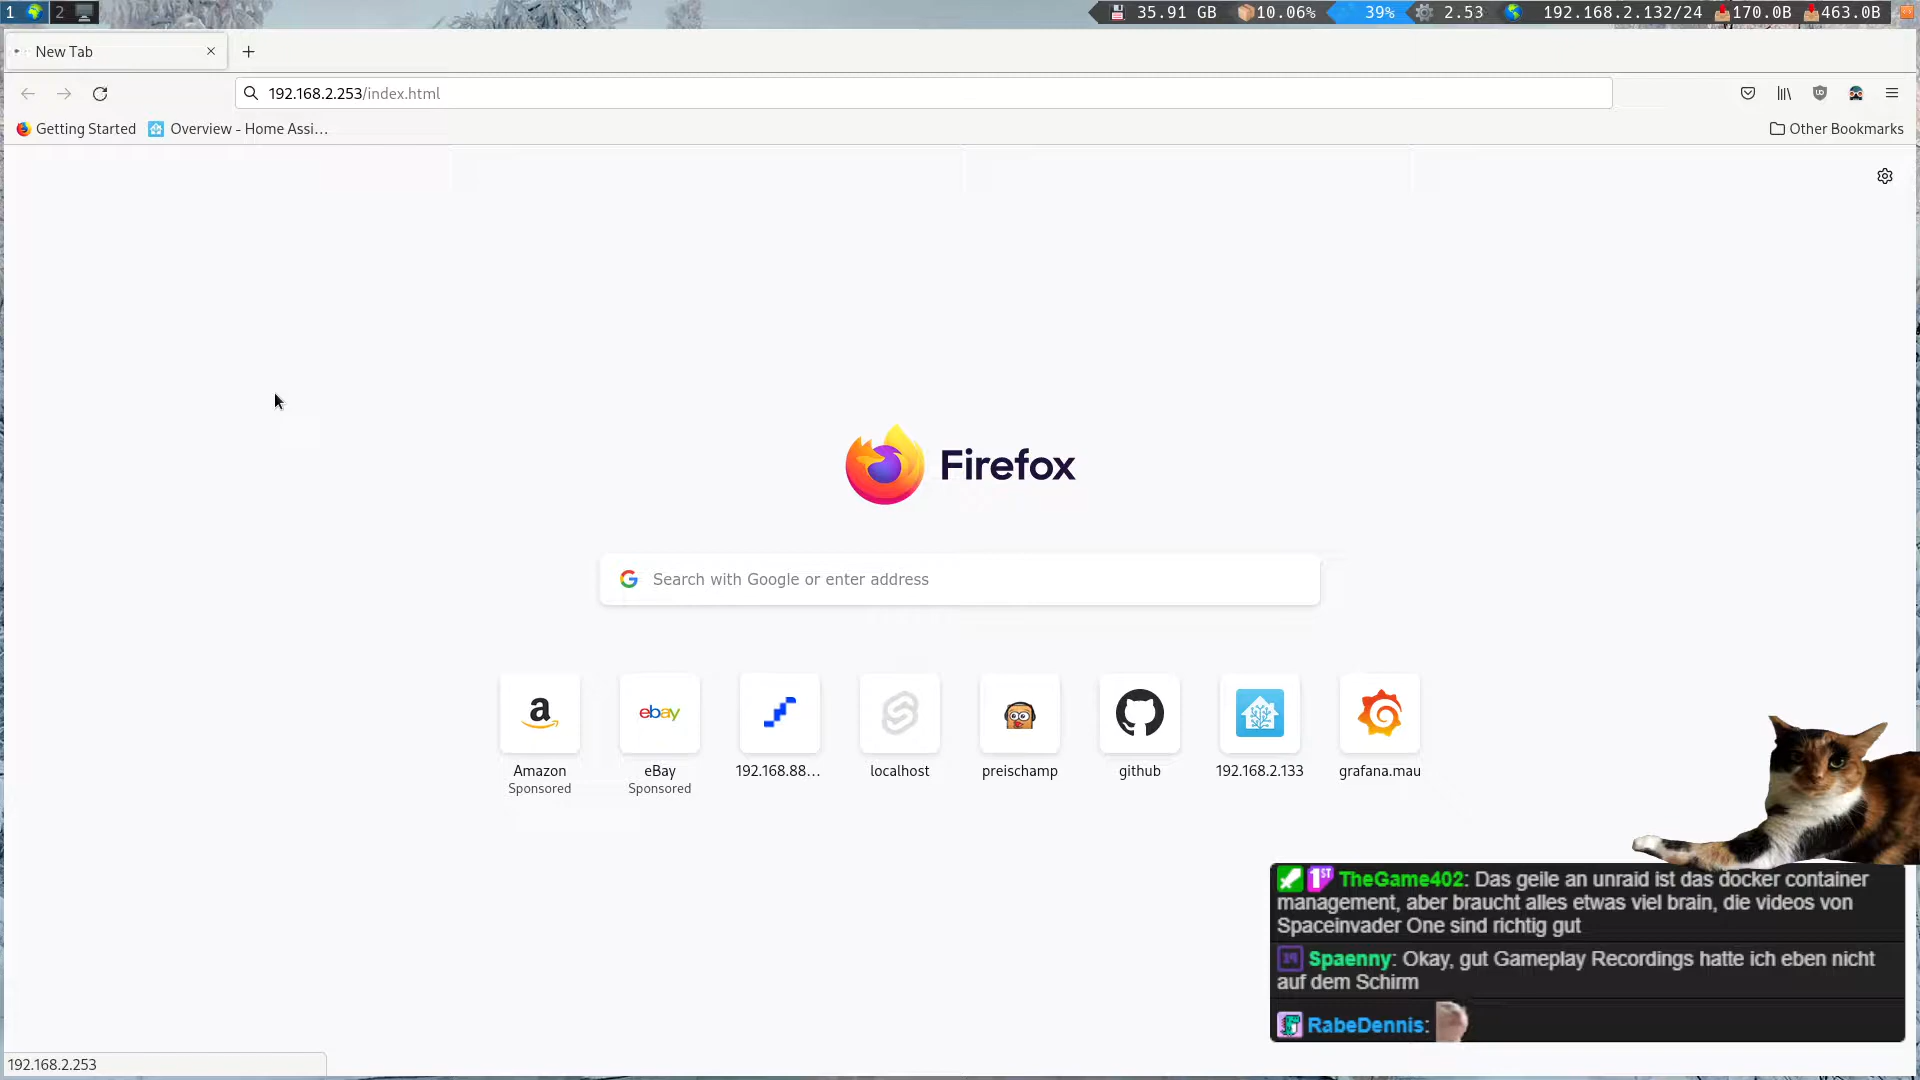 1 2 35.91 GB 10.06% 39% 2.53 192.168.2.132/24 170.0B 463.0B
New Tab
192.168.2.253/index.html
Getting Started Overview - Home Assi… Other Bookmarks
Firefox
Search with Google or enter address
a ebay
Amazon eBay 192.168.88… localhost preischamp github 192.168.2.133 grafana.mau
Sponsored Sponsored
1ST TheGame402: Das geile an unraid ist das docker container
management, aber braucht alles etwas viel brain, die videos von
Spaceinvader One sind richtig gut
Spaenny: Okay, gut Gameplay Recordings hatte ich eben nicht
auf dem Schirm
RabeDennis:
192.168.2.253